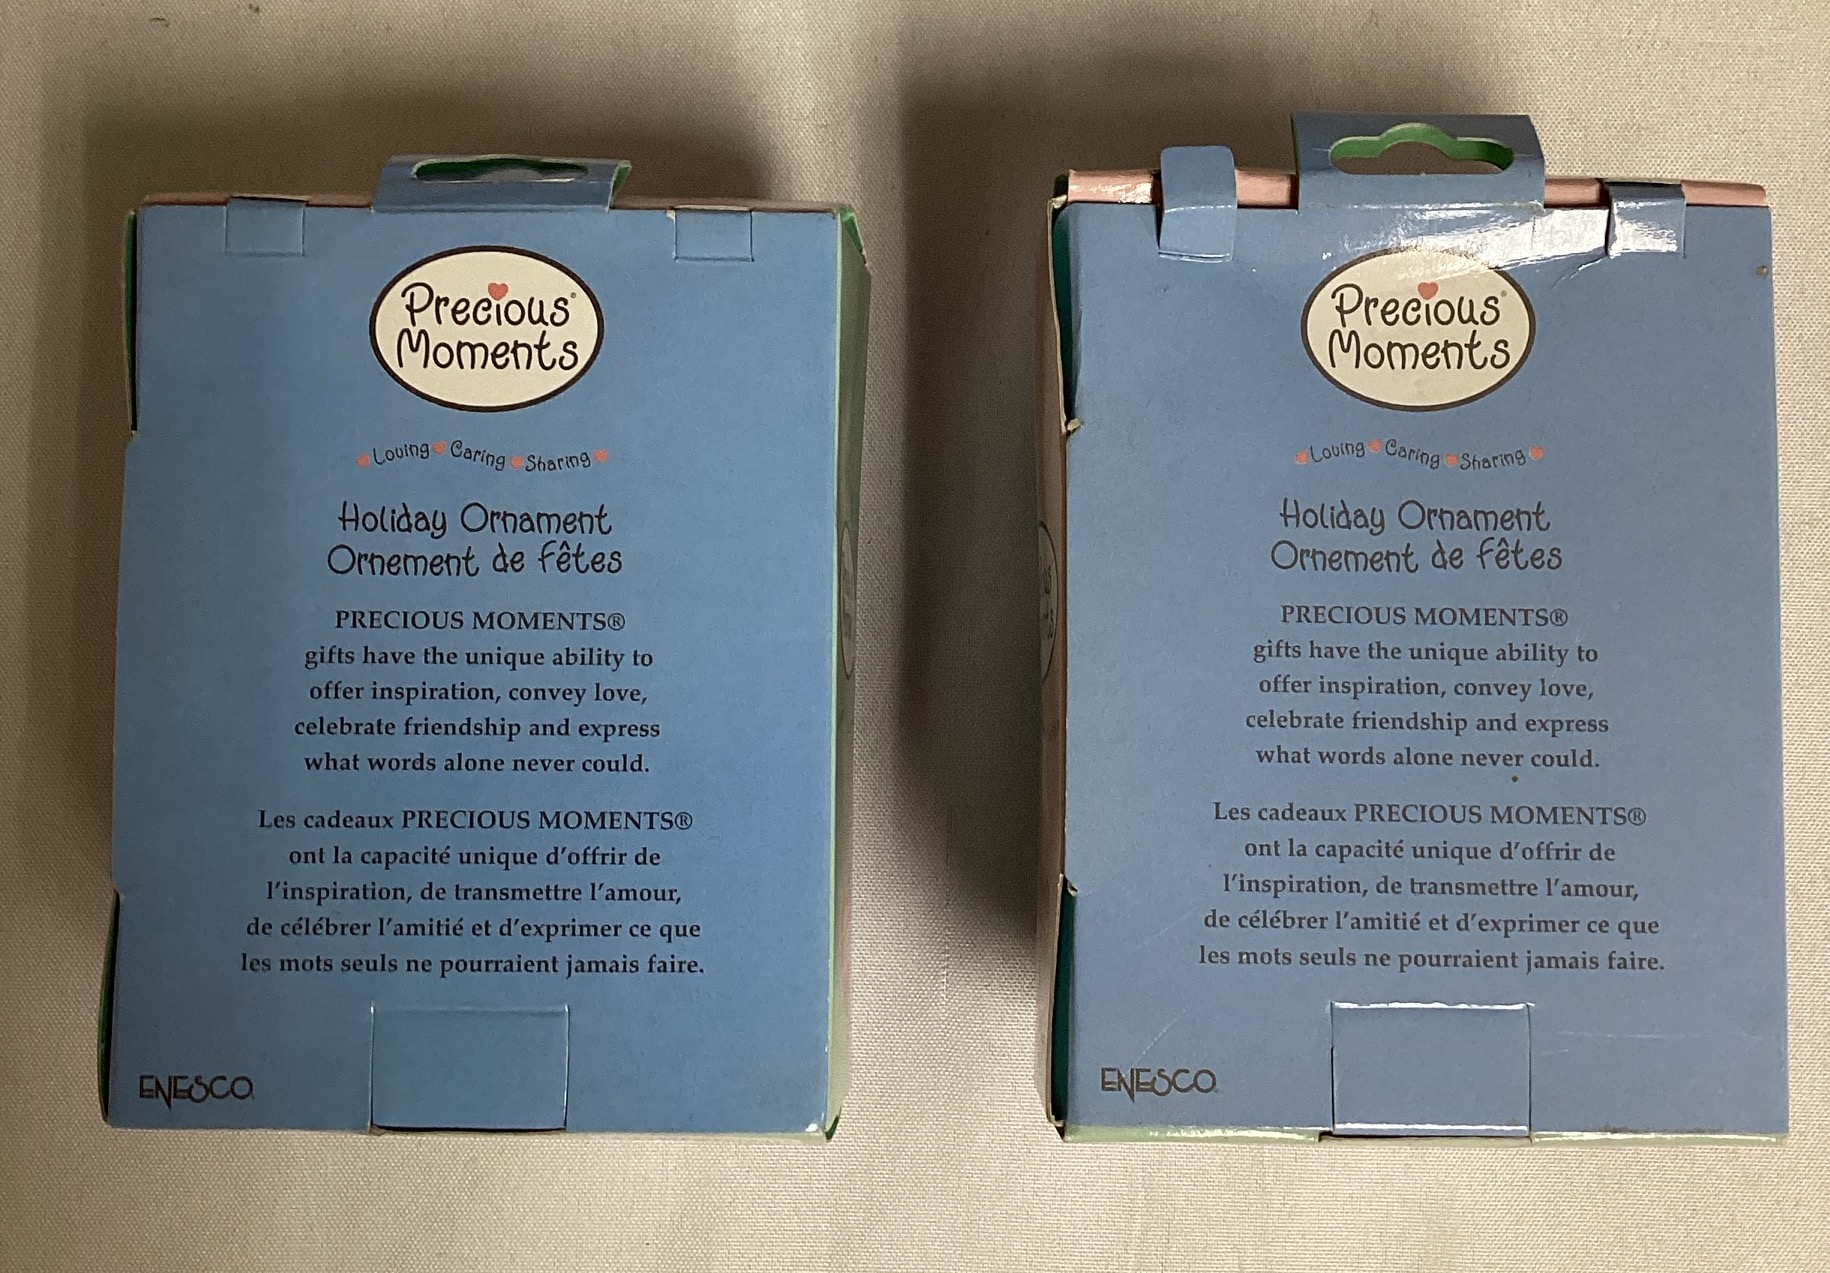 Precious®
Moments
Loving Caring Sharing
Holiday Ornament
Ornement de fêtes
PRECIOUS MOMENTS®
gifts have the unique ability to
offer inspiration, convey love,
celebrate friendship and express
what words alone never could.
Les cadeaux PRECIOUS MOMENTS®
ont la capacité unique d'offrir de
l'inspiration, de transmettre l'amour,
de célébrer l'amitié et d'exprimer ce que
les mots seuls ne pourraient jamais faire.
ENESCO
Precious®
Moments
Loving Caring Sharing
Holiday Ornament
Ornement de fêtes
PRECIOUS MOMENTS®
gifts have the unique ability to
offer inspiration, convey love,
celebrate friendship and express
what words alone never could.
Les cadeaux PRECIOUS MOMENTS®
ont la capacité unique d'offrir de
l'inspiration, de transmettre l'amour,
de célébrer l'amitié et d'exprimer ce que
les mots seuls ne pourraient jamais faire.
ENESCO